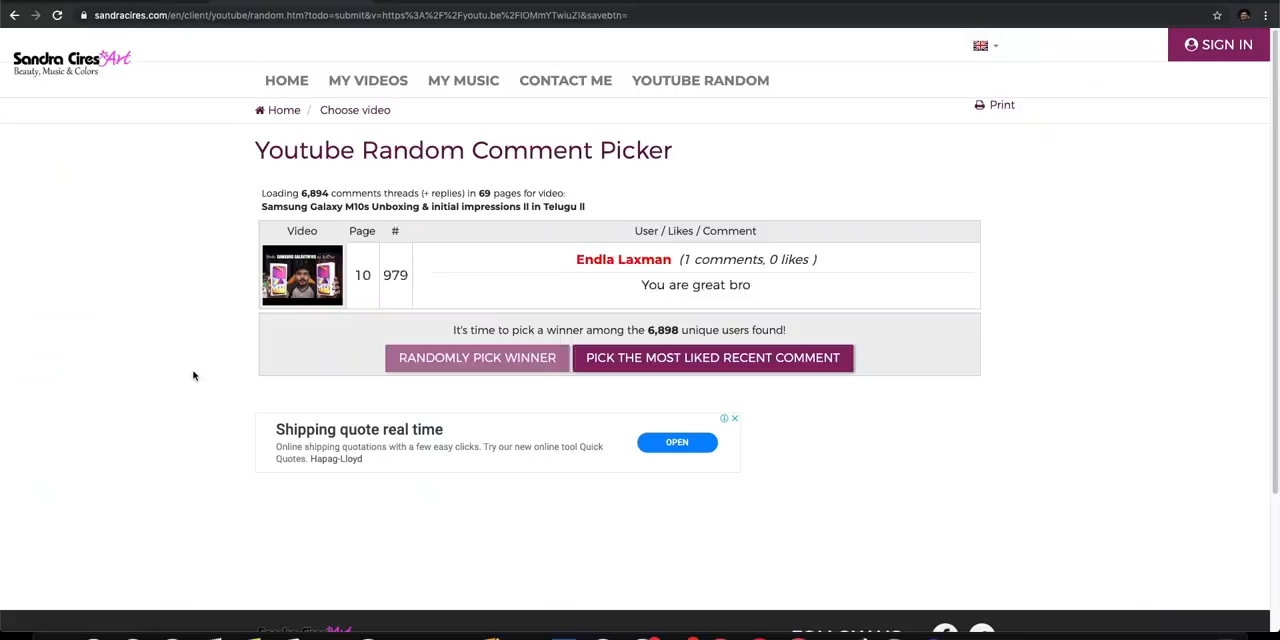 sandracires.com/en/client/youtube/random.htm?todo=submit&v=https%3A%2F%2Fyoutu.be%2FIOMmYTwiuZI&savebtn=
Sandra Cires Art
Beauty, Music & Colors
SIGN IN
HOME MY VIDEOS MY MUSIC CONTACT ME YOUTUBE RANDOM
Home / Choose video
Print
Youtube Random Comment Picker
Loading 6,894 comments threads (+ replies) in 69 pages for video:
Samsung Galaxy M10s Unboxing & initial impressions ll in Telugu ll
Video Page # User / Likes / Comment
10 979 Endla Laxman (1 comments, 0 likes )
You are great bro
It's time to pick a winner among the 6,898 unique users found!
RANDOMLY PICK WINNER PICK THE MOST LIKED RECENT COMMENT
Shipping quote real time
Online shipping quotations with a few easy clicks. Try our new online tool Quick
Quotes. Hapag-Lloyd
OPEN